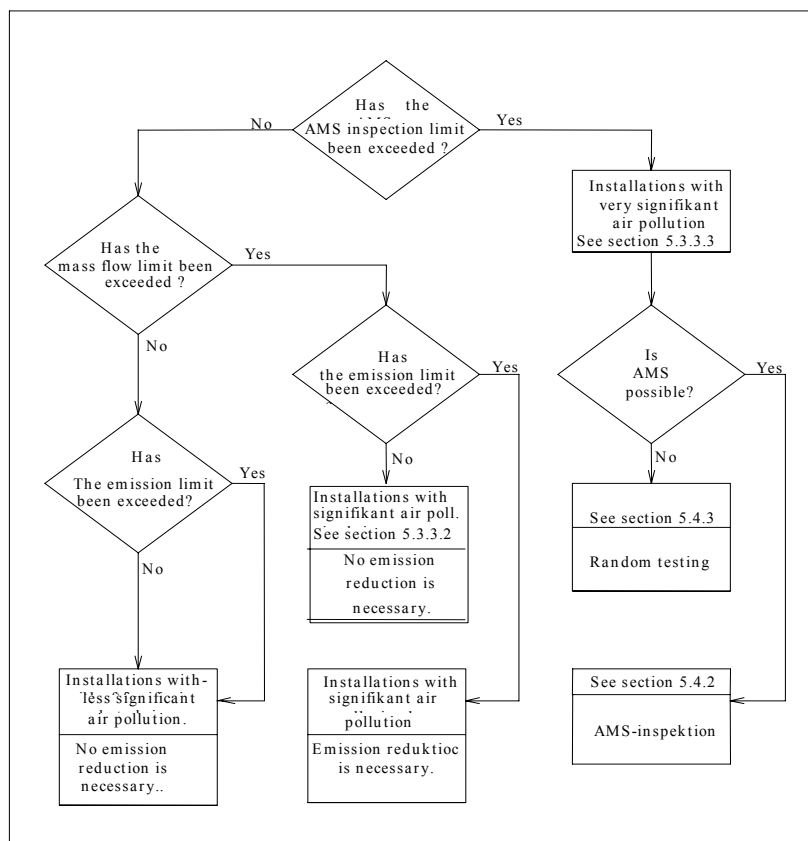 Has the
No
AMS inspection limit
Yes
been exceeded ?
Installations with
very signifikant
air pollution
See section 5.3.3.3
Has the
mass flow limit been
exceeded ?
Yes
No
Has
the emission limit
been exceeded?
Yes
Is
AMS
possible?
Yes
Has
The emission limit
been exceeded?
Yes
No
No
Installations with
signifikant air poll.
See section 5.3.3.2
No emission
reduction is
necessary.
See section 5.4.3
Random testing
No
Installations with-
less significant
air pollution.
No emission
reduction is
necessary..
Installations with
signifikant air
pollution
Emission reduktioc
is necessary.
See section 5.4.2
AMS-inspektion